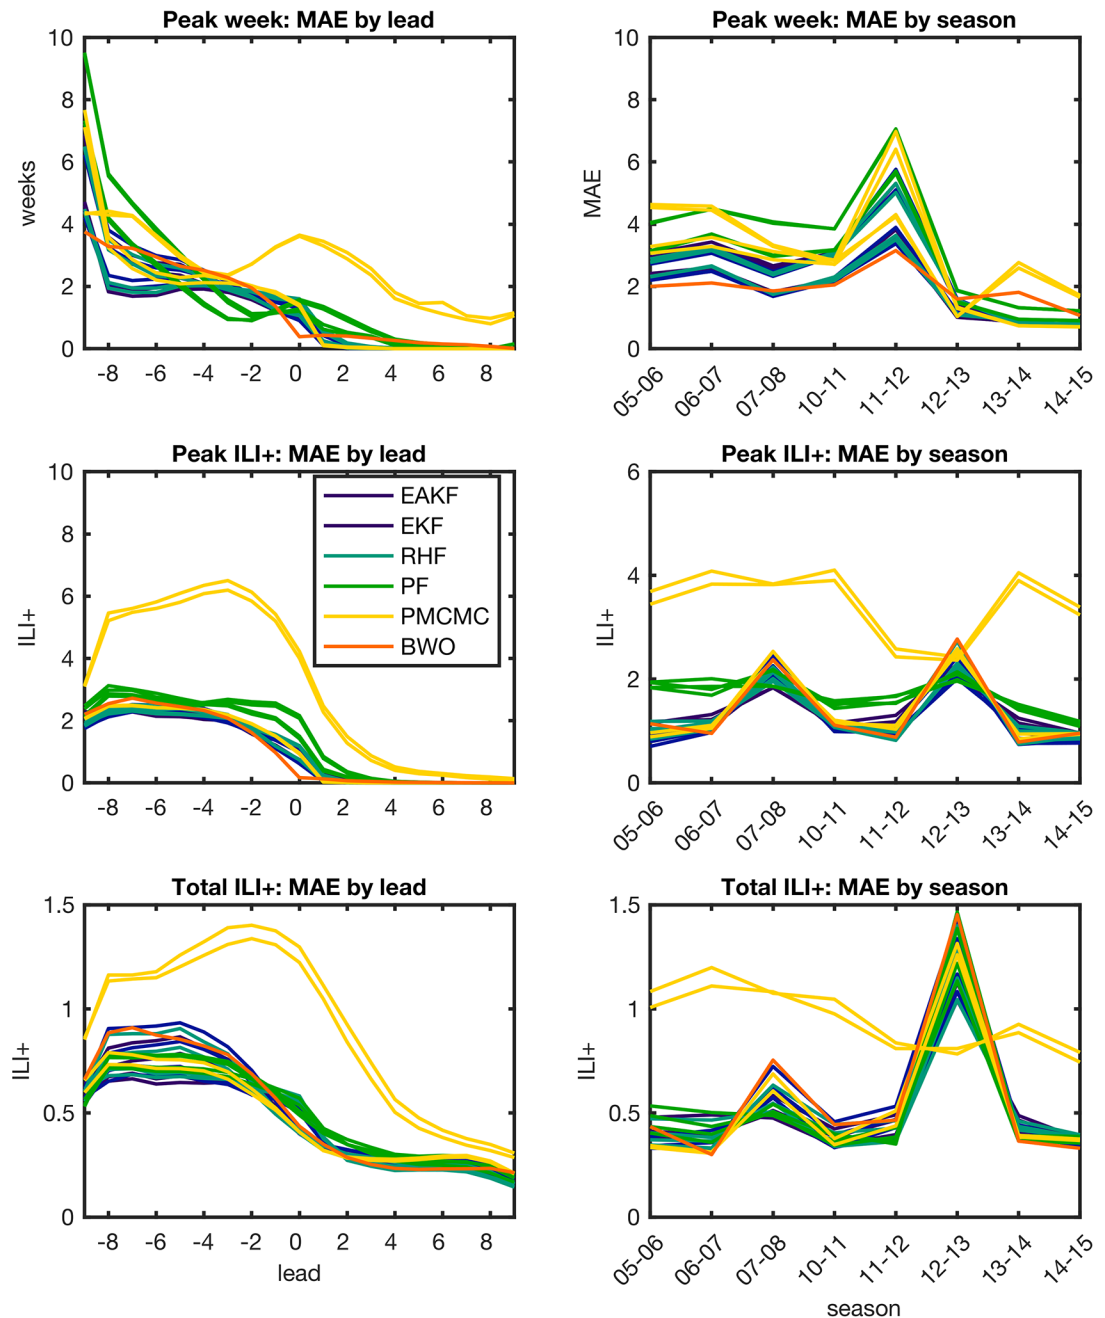 Peak week: MAE by lead
10
8
6
4
2
0
weeks
-8 -6 -4 -2 0 2 4 6 8
Peak week: MAE by season
10
8
6
4
2
0
MAE
05-06 06-07 07-08 10-11 11-12 12-13 13-14 14-15
Peak ILI+: MAE by lead
10
8
6
4
2
0
ILI+
EAKF
EKF
RHF
PF
PMCMC
BWO
-8 -6 -4 -2 0 2 4 6 8
Peak ILI+: MAE by season
6
4
2
0
ILI+
05-06 06-07 07-08 10-11 11-12 12-13 13-14 14-15
Total ILI+: MAE by lead
1.5
1
0.5
0
ILI+
-8 -6 -4 -2 0 2 4 6 8
lead
Total ILI+: MAE by season
1.5
1
0.5
0
ILI+
05-06 06-07 07-08 10-11 11-12 12-13 13-14 14-15
season